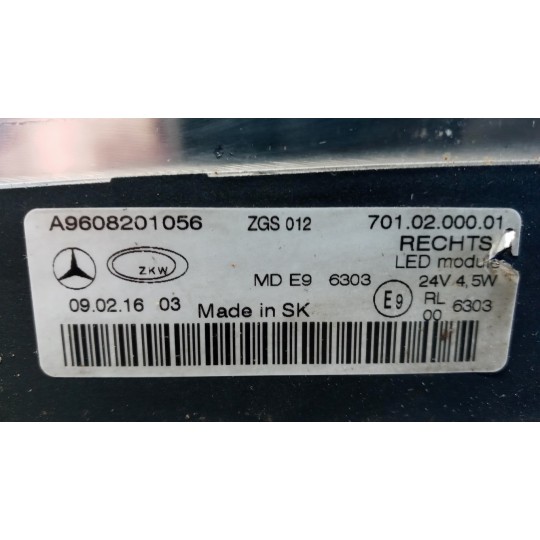 A9608201056 ZGS 012 701.02.000.01
RECHTS
ZKW LED module
MD E9 6303 E9 24V 4,5W
RL
09.02.16 03 Made in SK 00 6303